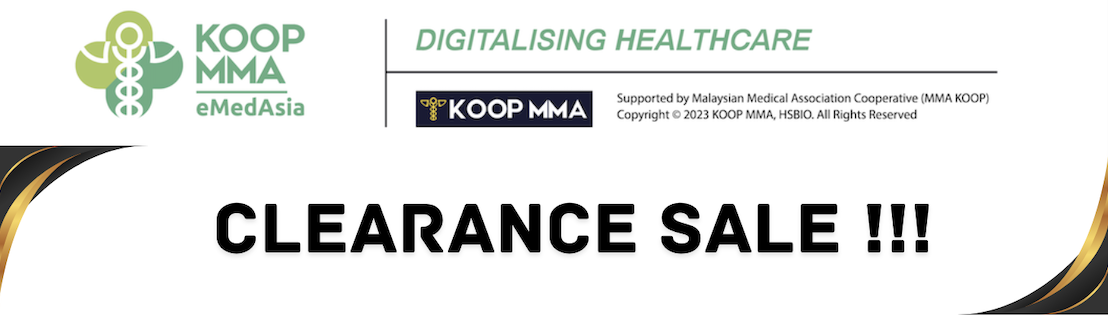 KOOP
MMA
eMedAsia
DIGITALISING HEALTHCARE
KOOP MMA
Supported by Malaysian Medical Association Cooperative (MMA KOOP)
Copyright © 2023 KOOP MMA, HSBIO. All Rights Reserved
CLEARANCE SALE !!!